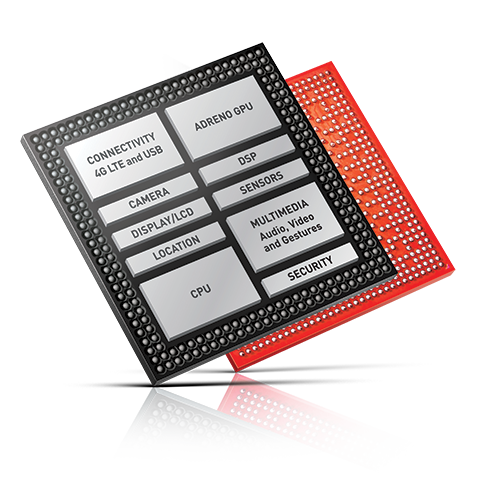 CONNECTIVITY
4G LTE and USB
ADRENO GPU
CAMERA
DISPLAY/LCD
LOCATION
CPU
DSP
SENSORS
MULTIMEDIA
Audio, Video
and Gestures
SECURITY